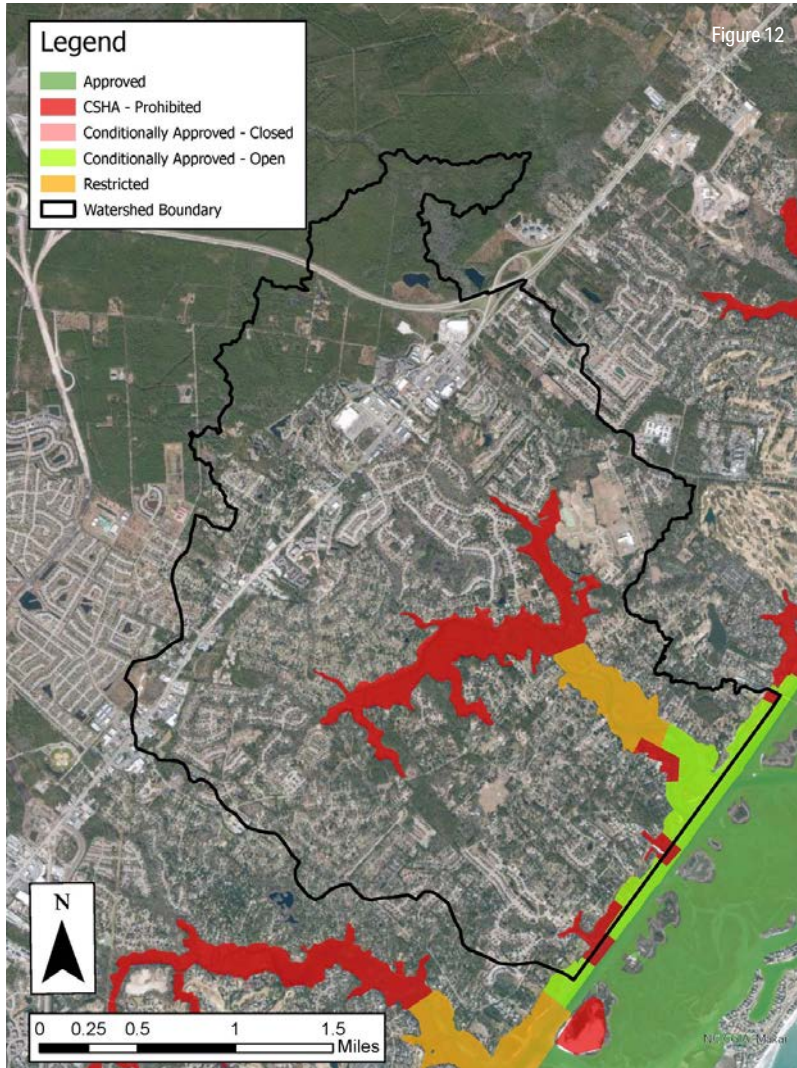 Legend
Figure 12
Approved
CSHA - Prohibited
Conditionally Approved - Closed
Conditionally Approved - Open
Restricted
Watershed Boundary
N
0 0.25 0.5 1 1.5
Miles